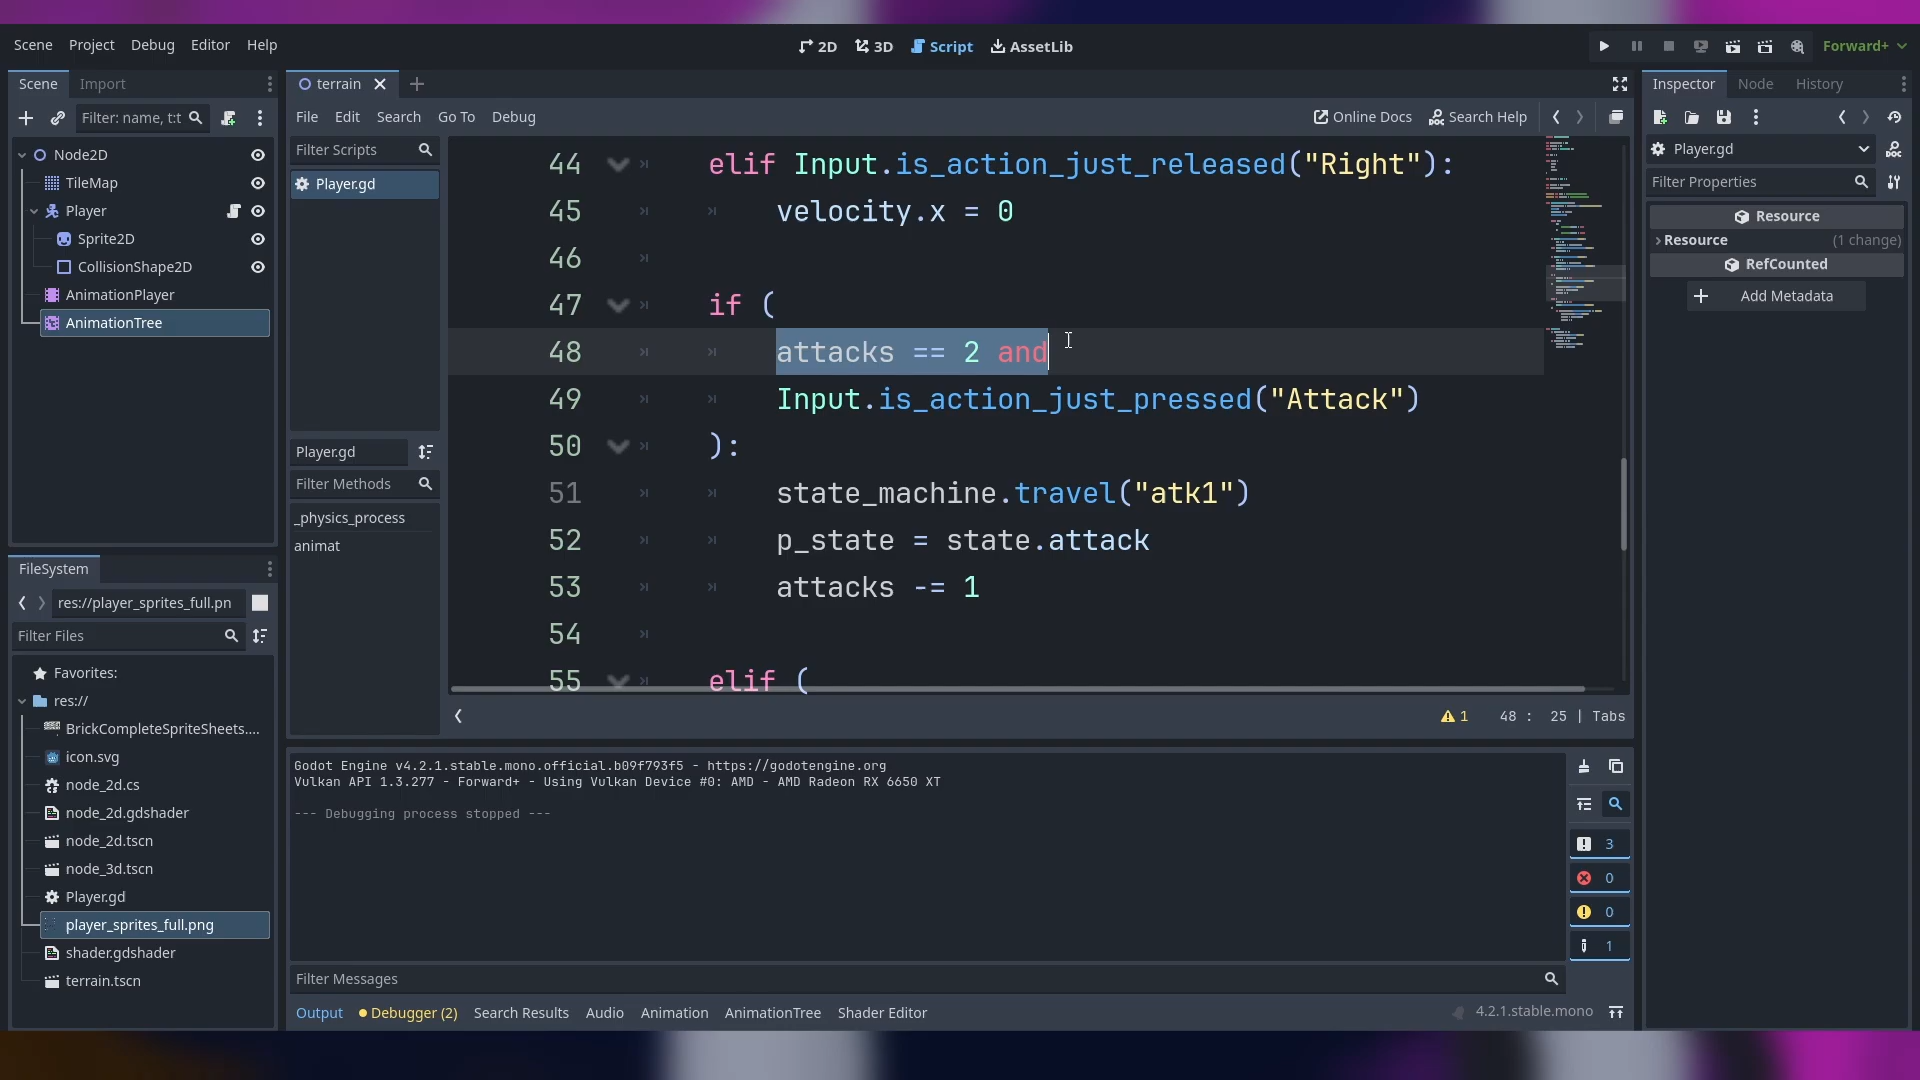 Scene Project Debug Editor Help
2D 3D Script AssetLib
Forward+
Scene Import
Filter: name, t:t
Node2D
TileMap
Player
Sprite2D
CollisionShape2D
AnimationPlayer
AnimationTree
FileSystem
res://player_sprites_full.pn
Filter Files
Favorites:
res://
BrickCompleteSpriteSheets....
icon.svg
node_2d.cs
node_2d.gdshader
node_2d.tscn
node_3d.tscn
Player.gd
player_sprites_full.png
shader.gdshader
terrain.tscn
terrain
File Edit Search Go To Debug
Online Docs Search Help
Filter Scripts
Player.gd
Player.gd
Filter Methods
_physics_process
animat
44 elif Input.is_action_just_released("Right"):
45 velocity.x = 0
46
47 if (
48 attacks == 2 and
49 Input.is_action_just_pressed("Attack")
50 ):
51 state_machine.travel("atk1")
52 p_state = state.attack
53 attacks -= 1
54
55 elif (
1 48 : 25 | Tabs
Godot Engine v4.2.1.stable.mono.official.b09f793f5 - https://godotengine.org
Vulkan API 1.3.277 - Forward+ - Using Vulkan Device #0: AMD - AMD Radeon RX 6650 XT
--- Debugging process stopped ---
3
0
0
1
Filter Messages
Output Debugger (2) Search Results Audio Animation AnimationTree Shader Editor
4.2.1.stable.mono
Inspector Node History
Player.gd
Filter Properties
Resource
Resource (1 change)
RefCounted
Add Metadata